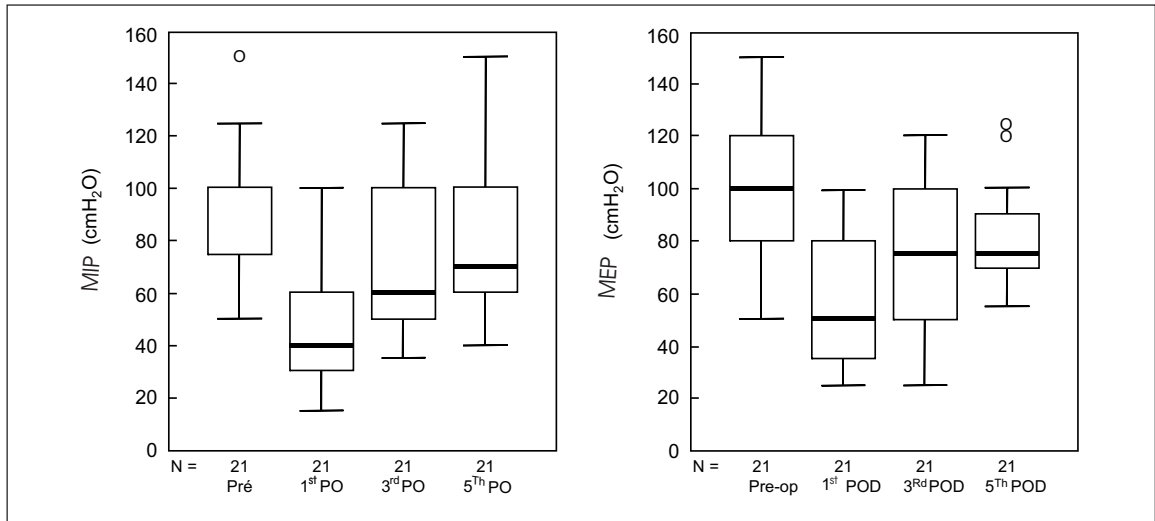 160
140
120
100
80
60
40
20
0
MIP (cmH₂O)
O
N = 21 21 21 21
Pré 1st PO 3rd PO 5Th PO
160
140
120
100
80
60
40
20
0
MEP (cmH₂O)
O
O
N = 21 21 21 21
Pre-op 1st POD 3Rd POD 5Th POD